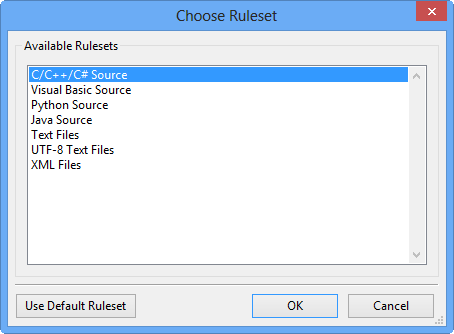 Choose Ruleset
Available Rulesets
C/C++/C# Source
Visual Basic Source
Python Source
Java Source
Text Files
UTF-8 Text Files
XML Files
Use Default Ruleset
OK
Cancel